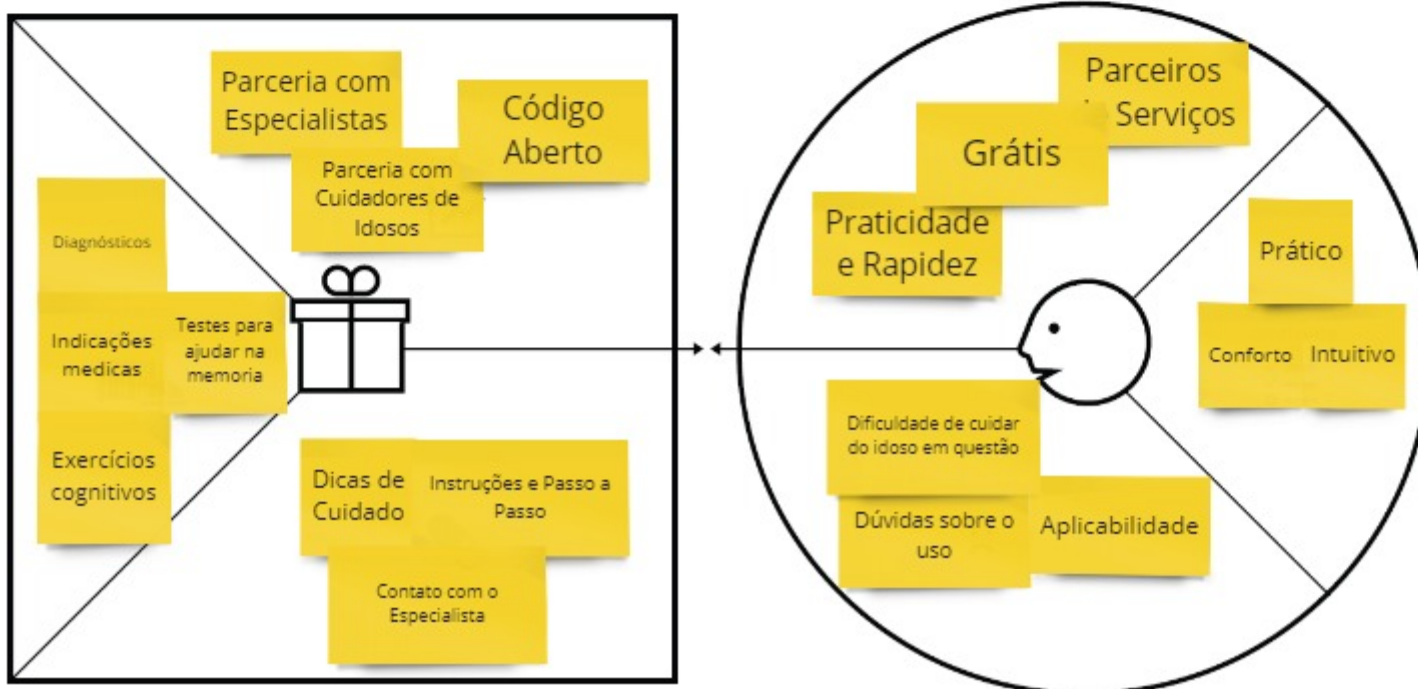 Parceria com
Especialistas
Código
Aberto
Parceria com
Cuidadores de
Idosos
Diagnósticos
Indicações
medicas
Testes para
ajudar na
memoria
Exercícios
cognitivos
Dicas de
Cuidado
Instruções e Passo a
Passo
Contato com o
Especialista
Parceiros
Serviços
Grátis
Praticidade
e Rapidez
Prático
Conforto
Intuitivo
Dificuldade de cuidar
do idoso em questão
Dúvidas sobre o
uso
Aplicabilidade